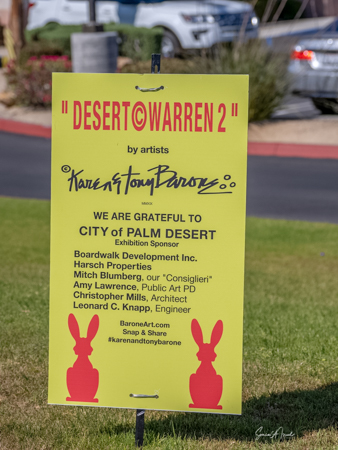 "DESERT©WARREN 2"
by artists
©Karen & Tony Barone
WE ARE GRATEFUL TO
CITY of PALM DESERT
Exhibition Sponsor
Boardwalk Development Inc.
Harsch Properties
Mitch Blumberg, our "Consiglieri"
Amy Lawrence, Public Art PD
Christopher Mills, Architect
Leonard C. Knapp, Engineer
BaroneArt.com
Snap & Share
#karenandtonybarone